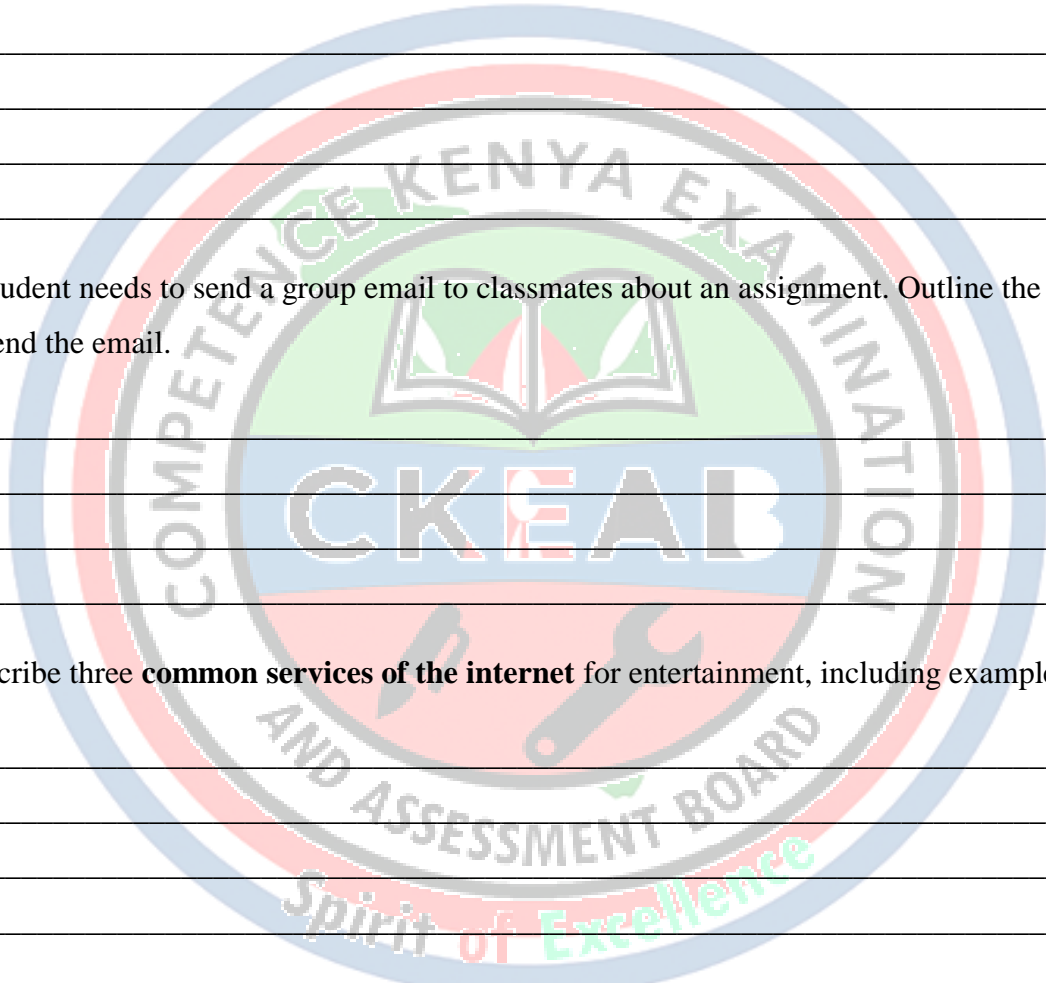 COMPETENCE KENYA EXAMINATION
udent needs to send a group email to classmates about an assignment. Outline the
end the email.
CKEAB
cribe three common services of the internet for entertainment, including example
AND ASSESSMENT BOARD
Spirit of Excellence